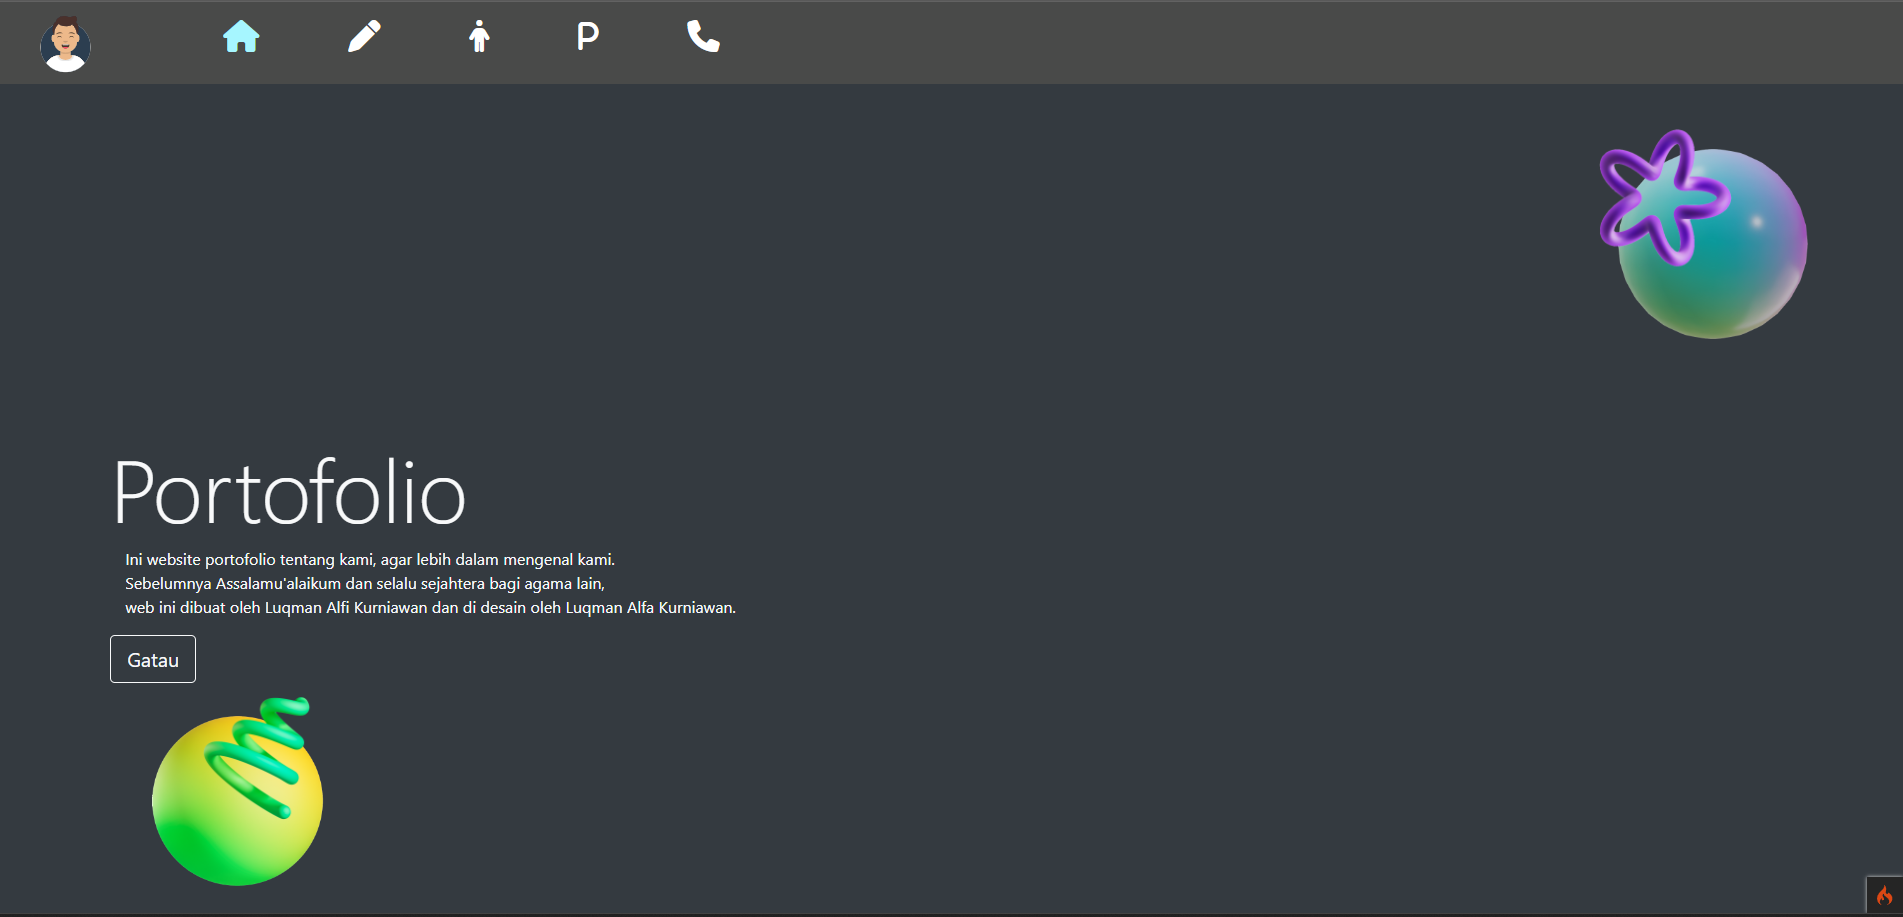 P
Portofolio
Ini website portofolio tentang kami, agar lebih dalam mengenal kami.
Sebelumnya Assalamu'alaikum dan selalu sejahtera bagi agama lain,
web ini dibuat oleh Luqman Alfi Kurniawan dan di desain oleh Luqman Alfa Kurniawan.
Gatau